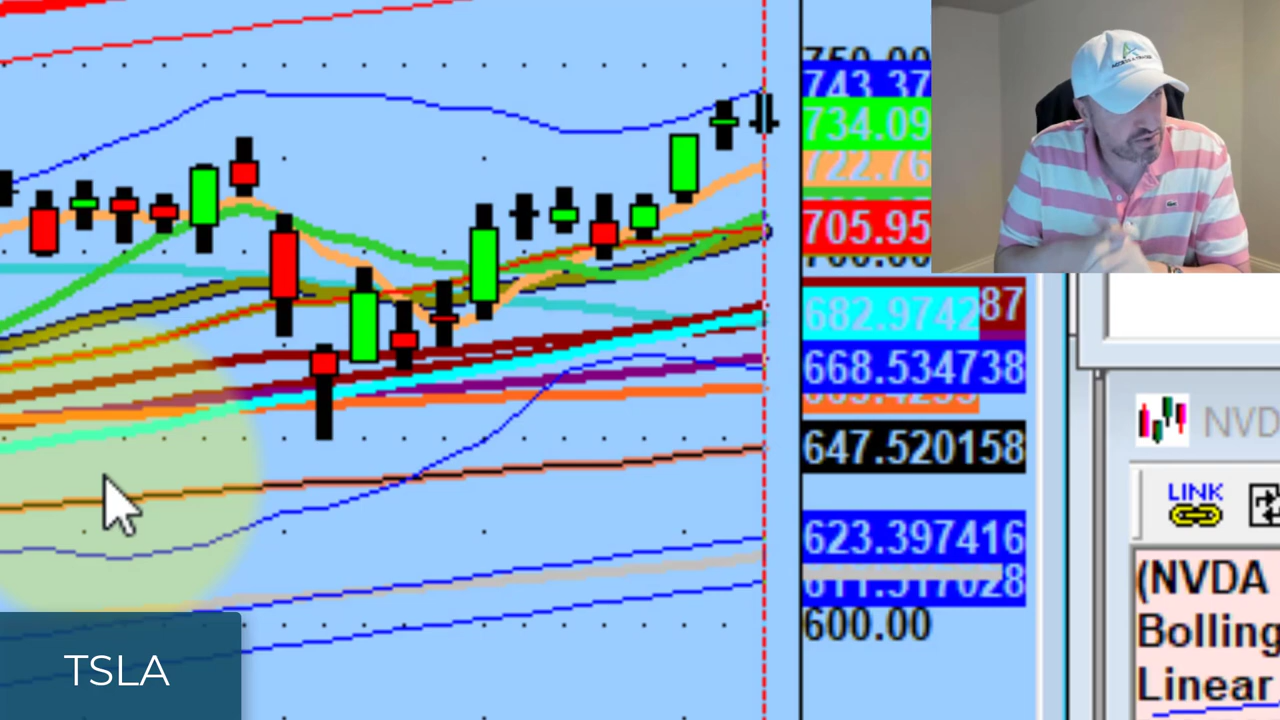 750.00
743.37
734.09
722.76
705.95
700.00
87
682.9742
668.534738
647.520158
623.397416
611.517028
600.00
NVD
LINK
(NVDA
Bolling
Linear
TSLA